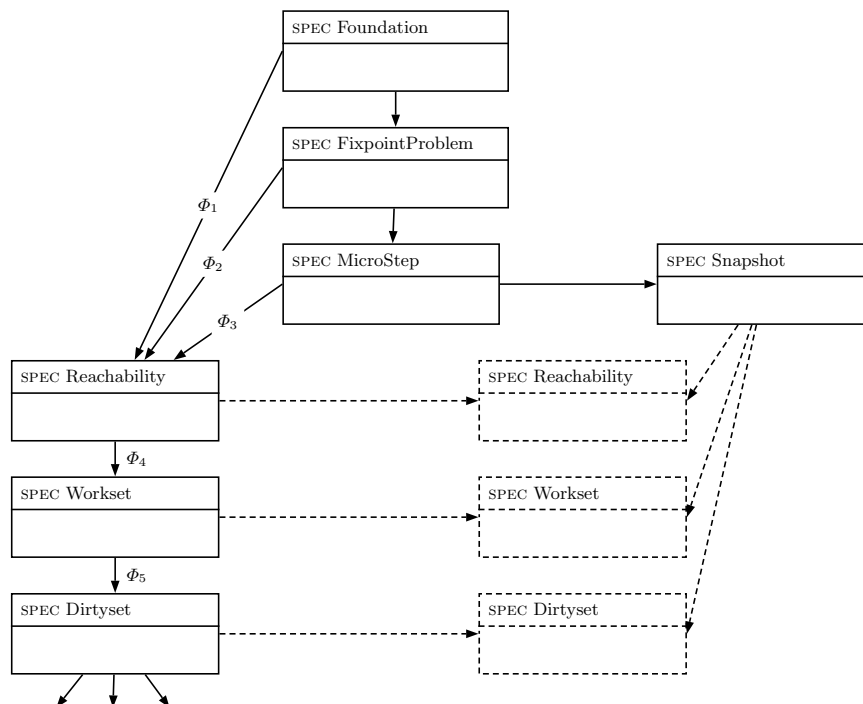 SPEC Foundation
SPEC FixpointProblem
Φ1
Φ2
SPEC MicroStep
SPEC Snapshot
Φ3
SPEC Reachability
SPEC Reachability
Φ4
SPEC Workset
SPEC Workset
Φ5
SPEC Dirtyset
SPEC Dirtyset